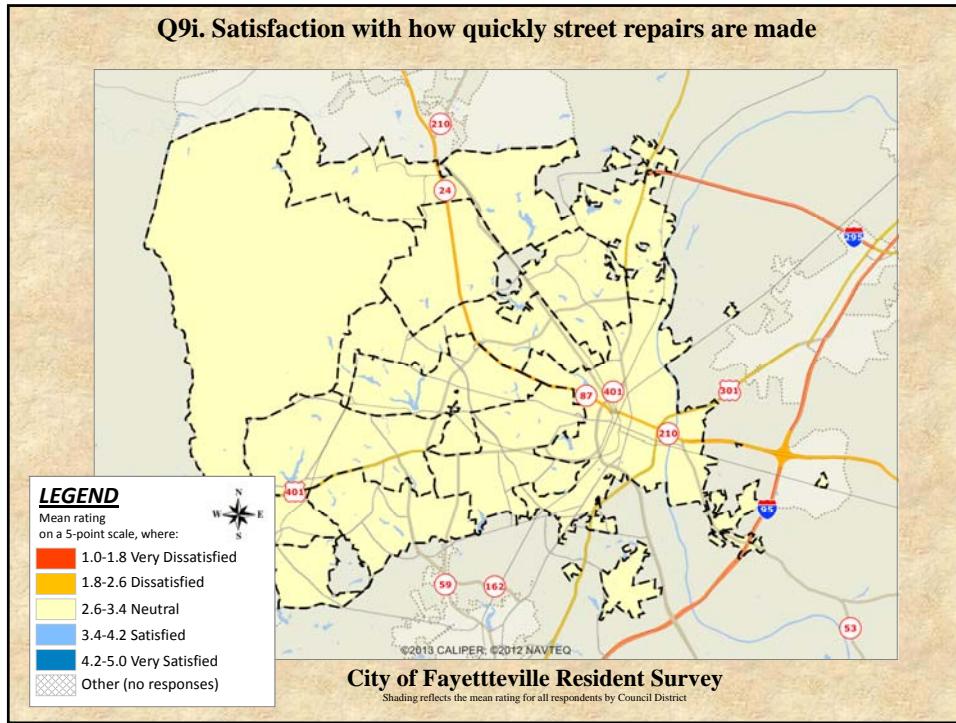 Q9i. Satisfaction with how quickly street repairs are made
210
24
295
87
401
301
210
401
95
59
162
53
LEGEND
Mean rating
on a 5-point scale, where:
N
W E
S
1.0-1.8 Very Dissatisfied
1.8-2.6 Dissatisfied
2.6-3.4 Neutral
3.4-4.2 Satisfied
4.2-5.0 Very Satisfied
Other (no responses)
©2013 CALIPER; ©2012 NAVTEQ
City of Fayettteville Resident Survey
Shading reflects the mean rating for all respondents by Council District